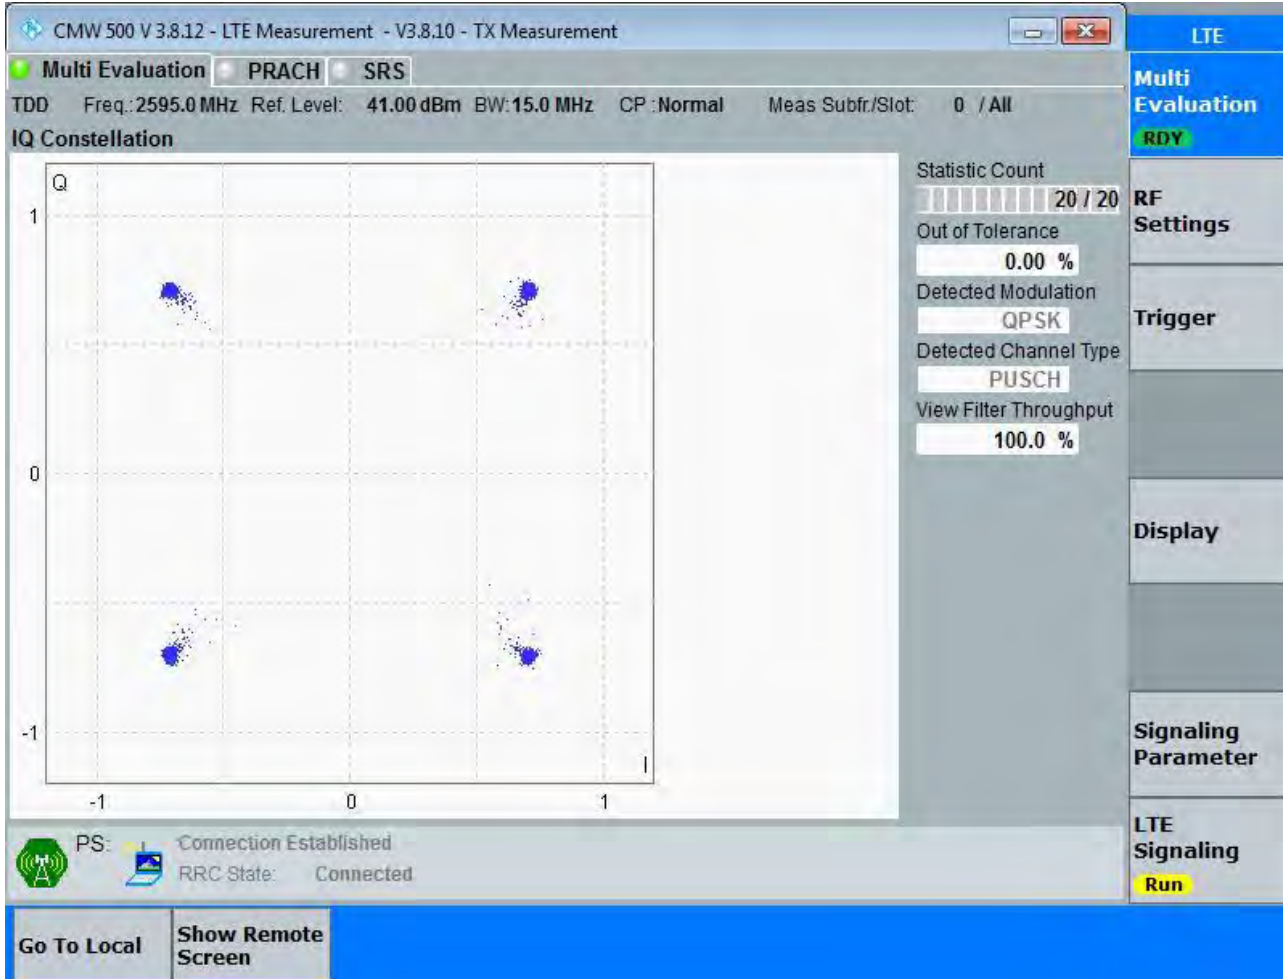 CMW 500 V 3.8.12 - LTE Measurement - V3.8.10 - TX Measurement
LTE
Multi Evaluation PRACH SRS
TDD Freq.: 2595.0 MHz Ref. Level: 41.00 dBm BW: 15.0 MHz CP : Normal Meas Subfr./Slot: 0 / All
IQ Constellation
Q
1
0
-1
I
-1 0 1
Statistic Count
20 / 20
Out of Tolerance
0.00 %
Detected Modulation
QPSK
Detected Channel Type
PUSCH
View Filter Throughput
100.0 %
Multi
Evaluation
RDY
RF
Settings
Trigger
Display
Signaling
Parameter
LTE
Signaling
Run
PS: Connection Established
RRC State: Connected
Go To Local
Show Remote
Screen